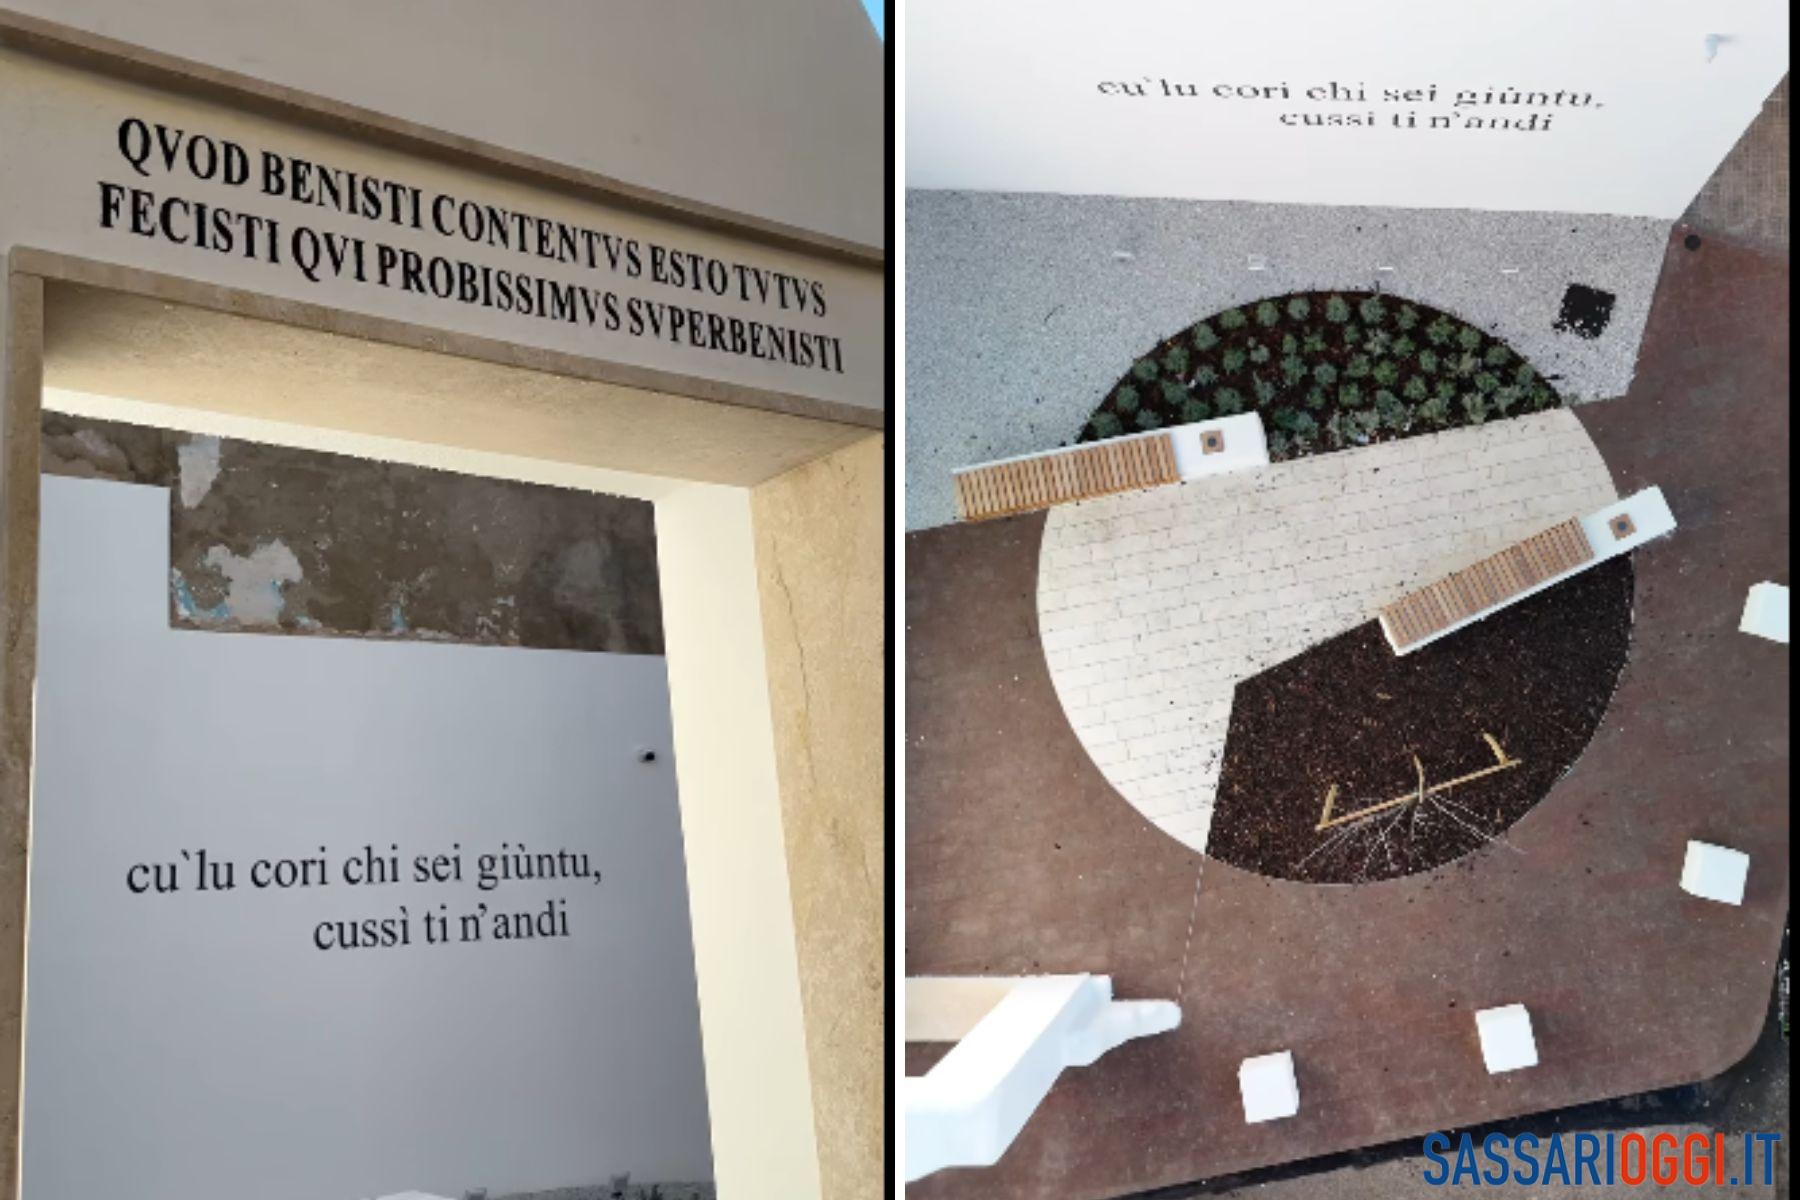 QVOD BENISTI CONTENTVS ESTO TVTVS
FECISTI QVI PROBISSIMVS SVPERBENISTI
cu`lu cori chi sei giùntu,
cussì ti n'andi
cu`lu cori chi sei giùntu,
cussì ti n'andi
SASSARIOGGI.IT